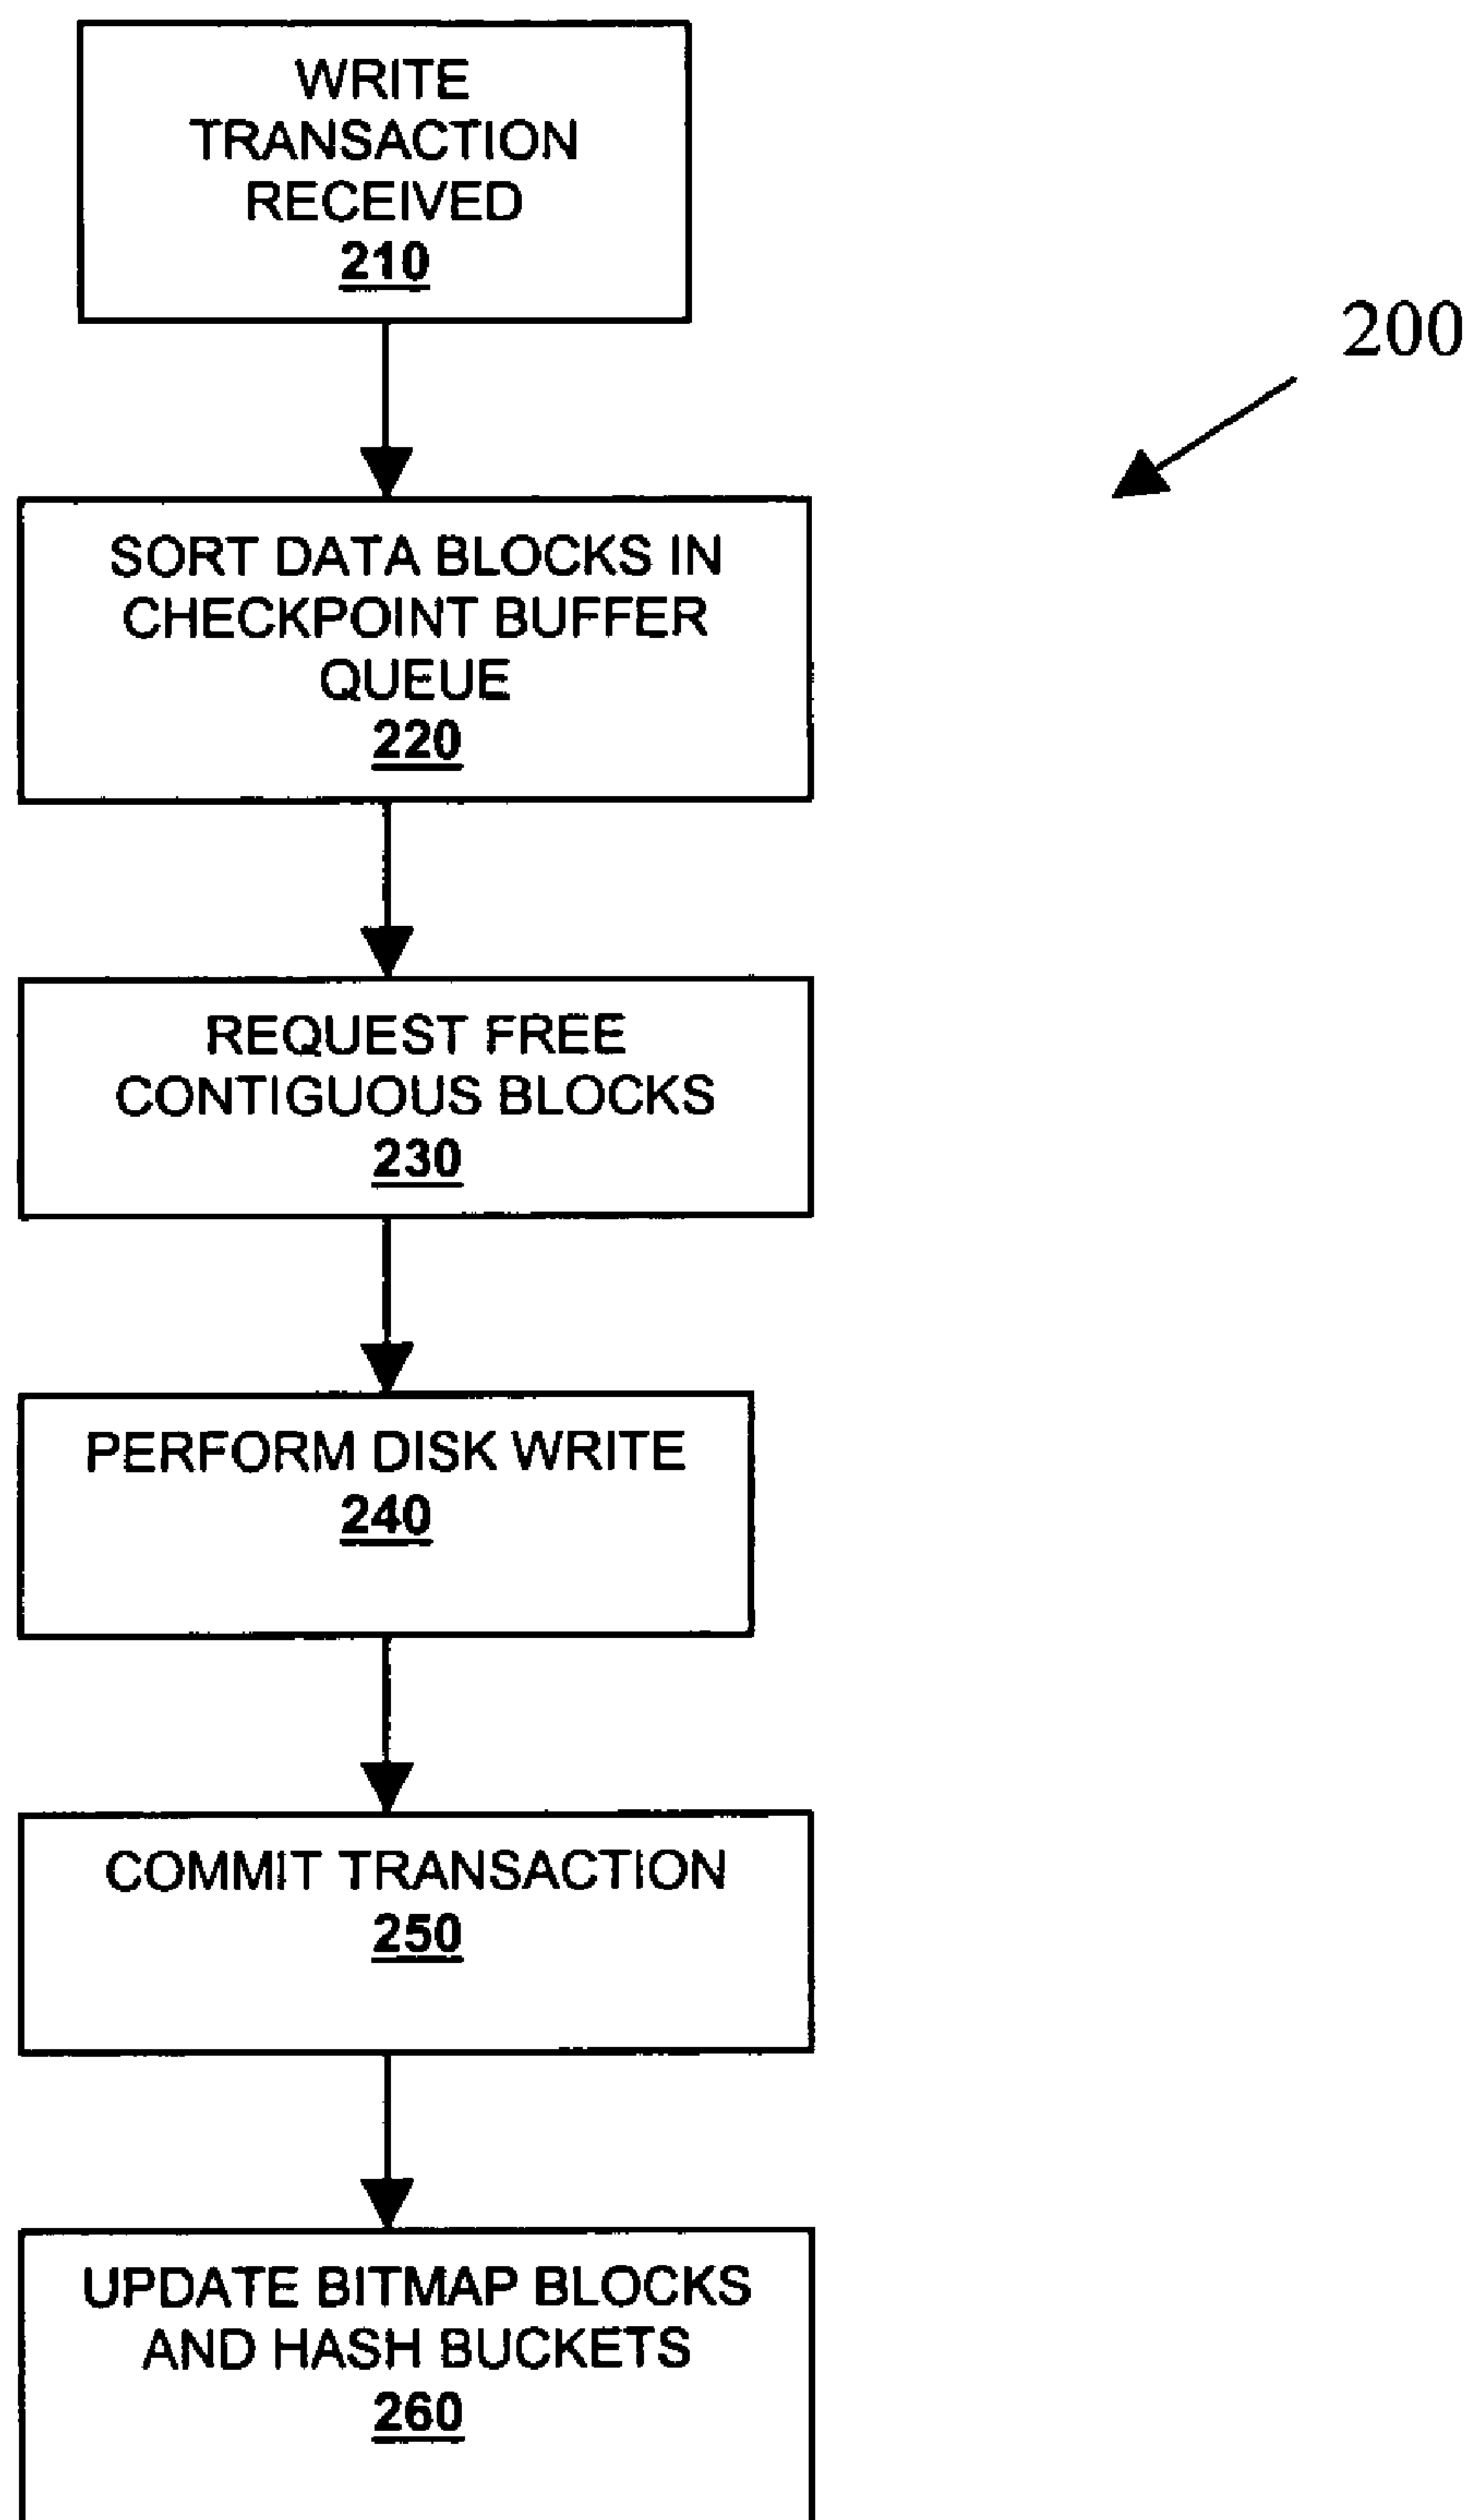 WRITE
TRANSACTION
RECEIVED
210
200
SORT DATA BLOCKS IN
CHECKPOINT BUFFER
QUEUE
220
REQUEST FREE
CONTIGUOUS BLOCKS
230
PERFORM DISK WRITE
240
COMMIT TRANSACTION
250
UPDATE BITMAP BLOCKS
AND HASH BUCKETS
260